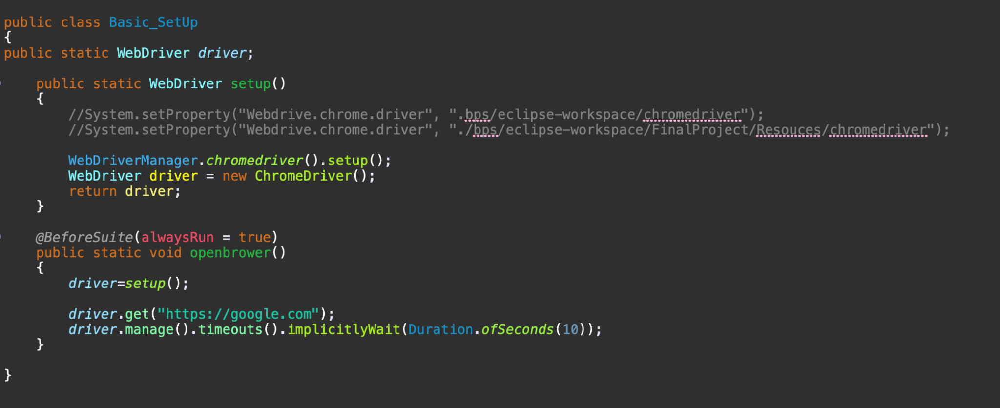 public class Basic_SetUp
{
public static WebDriver driver;
public static WebDriver setup()
{
//System.setProperty("Webdrive.chrome.driver", ".bps/eclipse-workspace/chromedriver");
//System.setProperty("Webdrive.chrome.driver", "./bps/eclipse-workspace/FinalProject/Resouces/chromedriver");
WebDriverManager.chromedriver().setup();
WebDriver driver = new ChromeDriver();
return driver;
}
@BeforeSuite(alwaysRun = true)
public static void openbrower()
{
driver=setup();
driver.get("https://google.com");
driver.manage().timeouts().implicitlyWait(Duration.ofSeconds(10));
}
}